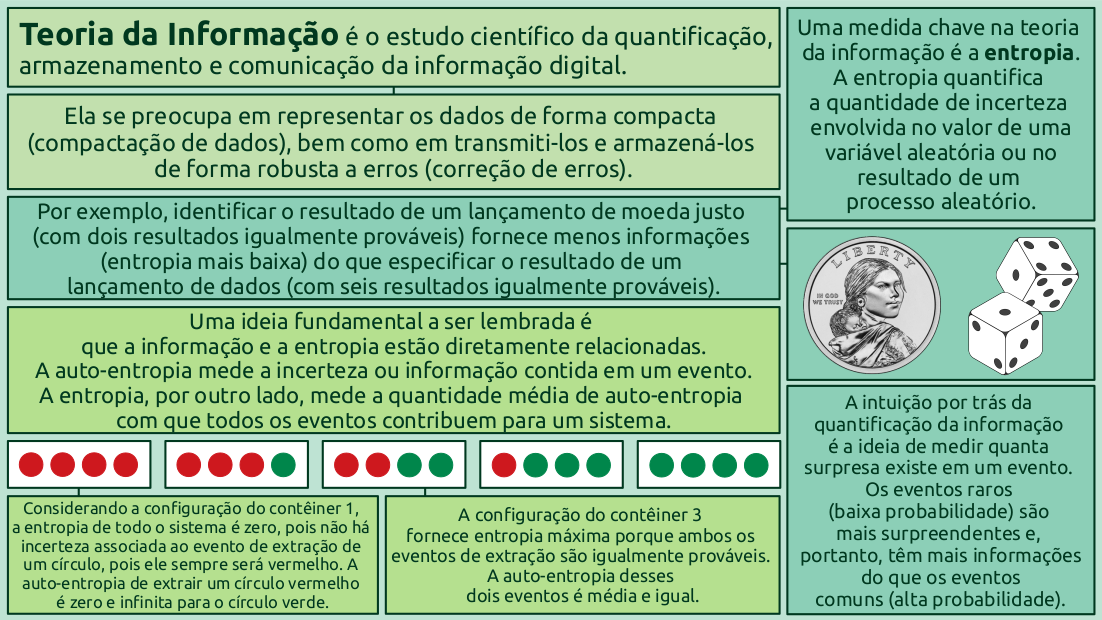 Teoria da Informação é o estudo científico da quantificação,
armazenamento e comunicação da informação digital.
Ela se preocupa em representar os dados de forma compacta
(compactação de dados), bem como em transmiti-los e armazená-los
de forma robusta a erros (correção de erros).
Por exemplo, identificar o resultado de um lançamento de moeda justo
(com dois resultados igualmente prováveis) fornece menos informações
(entropia mais baixa) do que especificar o resultado de um
lançamento de dados (com seis resultados igualmente prováveis).
Uma ideia fundamental a ser lembrada é
que a informação e a entropia estão diretamente relacionadas.
A auto-entropia mede a incerteza ou informação contida em um evento.
A entropia, por outro lado, mede a quantidade média de auto-entropia
com que todos os eventos contribuem para um sistema.
Considerando a configuração do contêiner 1,
a entropia de todo o sistema é zero, pois não há
incerteza associada ao evento de extração de
um círculo, pois ele sempre será vermelho. A
auto-entropia de extrair um círculo vermelho
é zero e infinita para o círculo verde.
A configuração do contêiner 3
fornece entropia máxima porque ambos os
eventos de extração são igualmente prováveis.
A auto-entropia desses
dois eventos é média e igual.
Uma medida chave na teoria
da informação é a entropia.
A entropia quantifica
a quantidade de incerteza
envolvida no valor de uma
variável aleatória ou no
resultado de um
processo aleatório.
LIBERTY
IN GOD
WE TRUST
A intuição por trás da
quantificação da informação
é a ideia de medir quanta
surpresa existe em um evento.
Os eventos raros
(baixa probabilidade) são
mais surpreendentes e,
portanto, têm mais informações
do que os eventos
comuns (alta probabilidade).